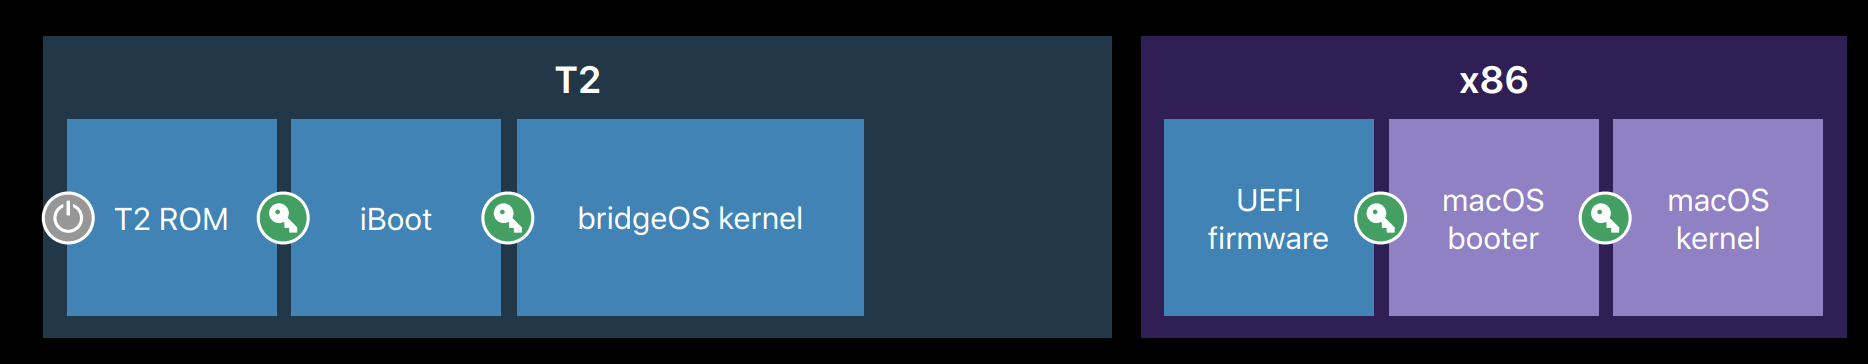 T2
T2 ROM
iBoot
bridgeOS kernel
x86
UEFI
firmware
macOS
booter
macOS
kernel